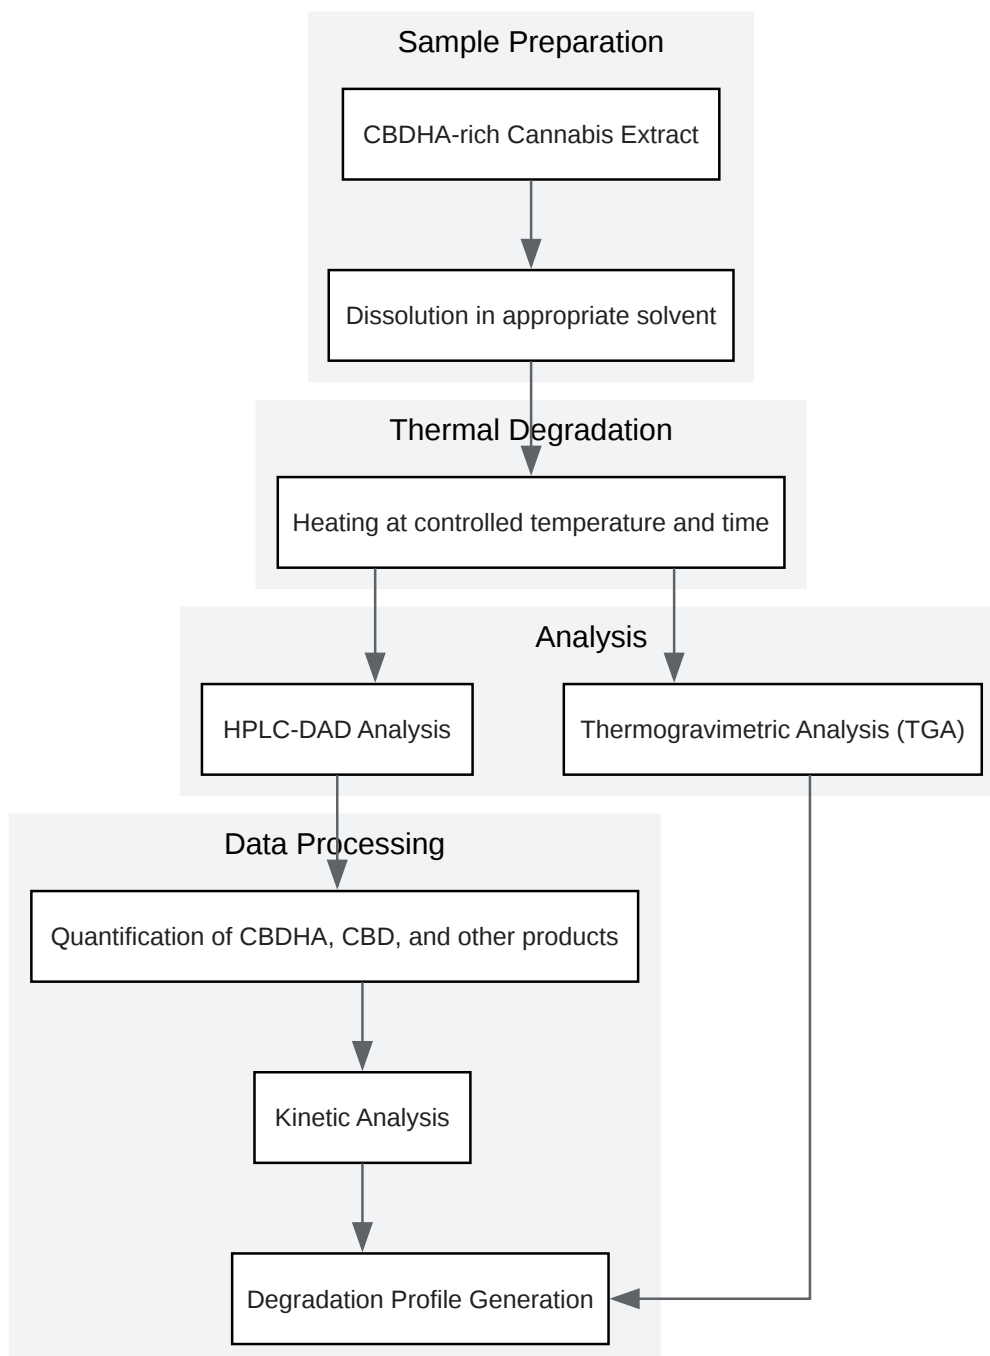 Sample Preparation
CBDHA-rich Cannabis Extract
Dissolution in appropriate solvent
Thermal Degradation
Heating at controlled temperature and time
Analysis
HPLC-DAD Analysis
Thermogravimetric Analysis (TGA)
Data Processing
Quantification of CBDHA, CBD, and other products
Kinetic Analysis
Degradation Profile Generation